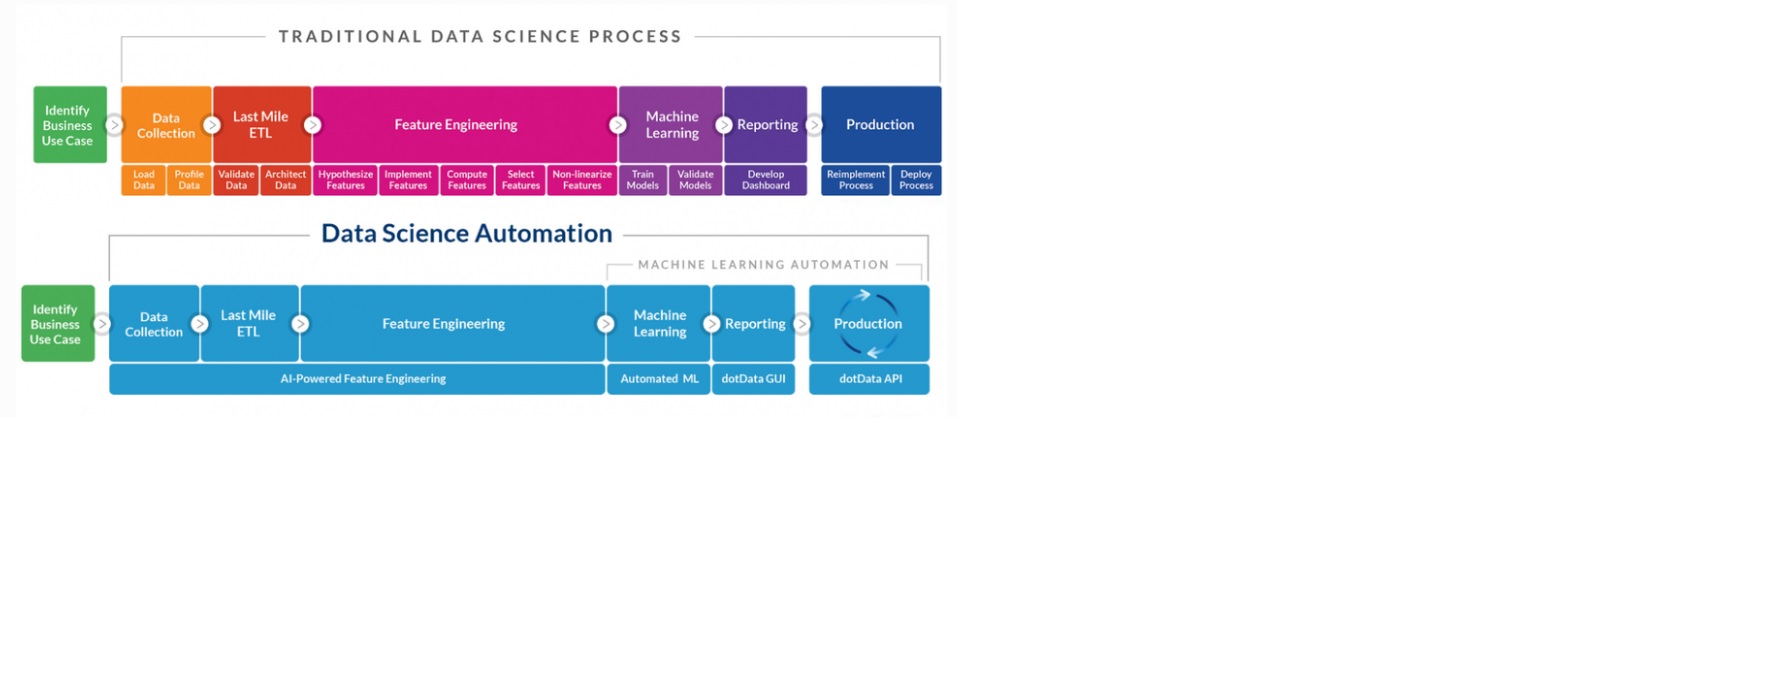 TRADITIONAL DATA SCIENCE PROCESS
Identify
Business
Use Case
Data
Collection
Last Mile
ETL
Feature Engineering
Machine
Learning
Reporting
Production
Load
Data
Profile
Data
Validate
Data
Architect
Data
Hypothesize
Features
Implement
Features
Compute
Features
Select
Features
Non-linearize
Features
Train
Models
Validate
Models
Develop
Dashboard
Reimplement
Process
Deploy
Process
Data Science Automation
MACHINE LEARNING AUTOMATION
Identify
Business
Use Case
Data
Collection
Last Mile
ETL
Feature Engineering
Machine
Learning
Reporting
Production
AI-Powered Feature Engineering
Automated ML
dotData GUI
dotData API